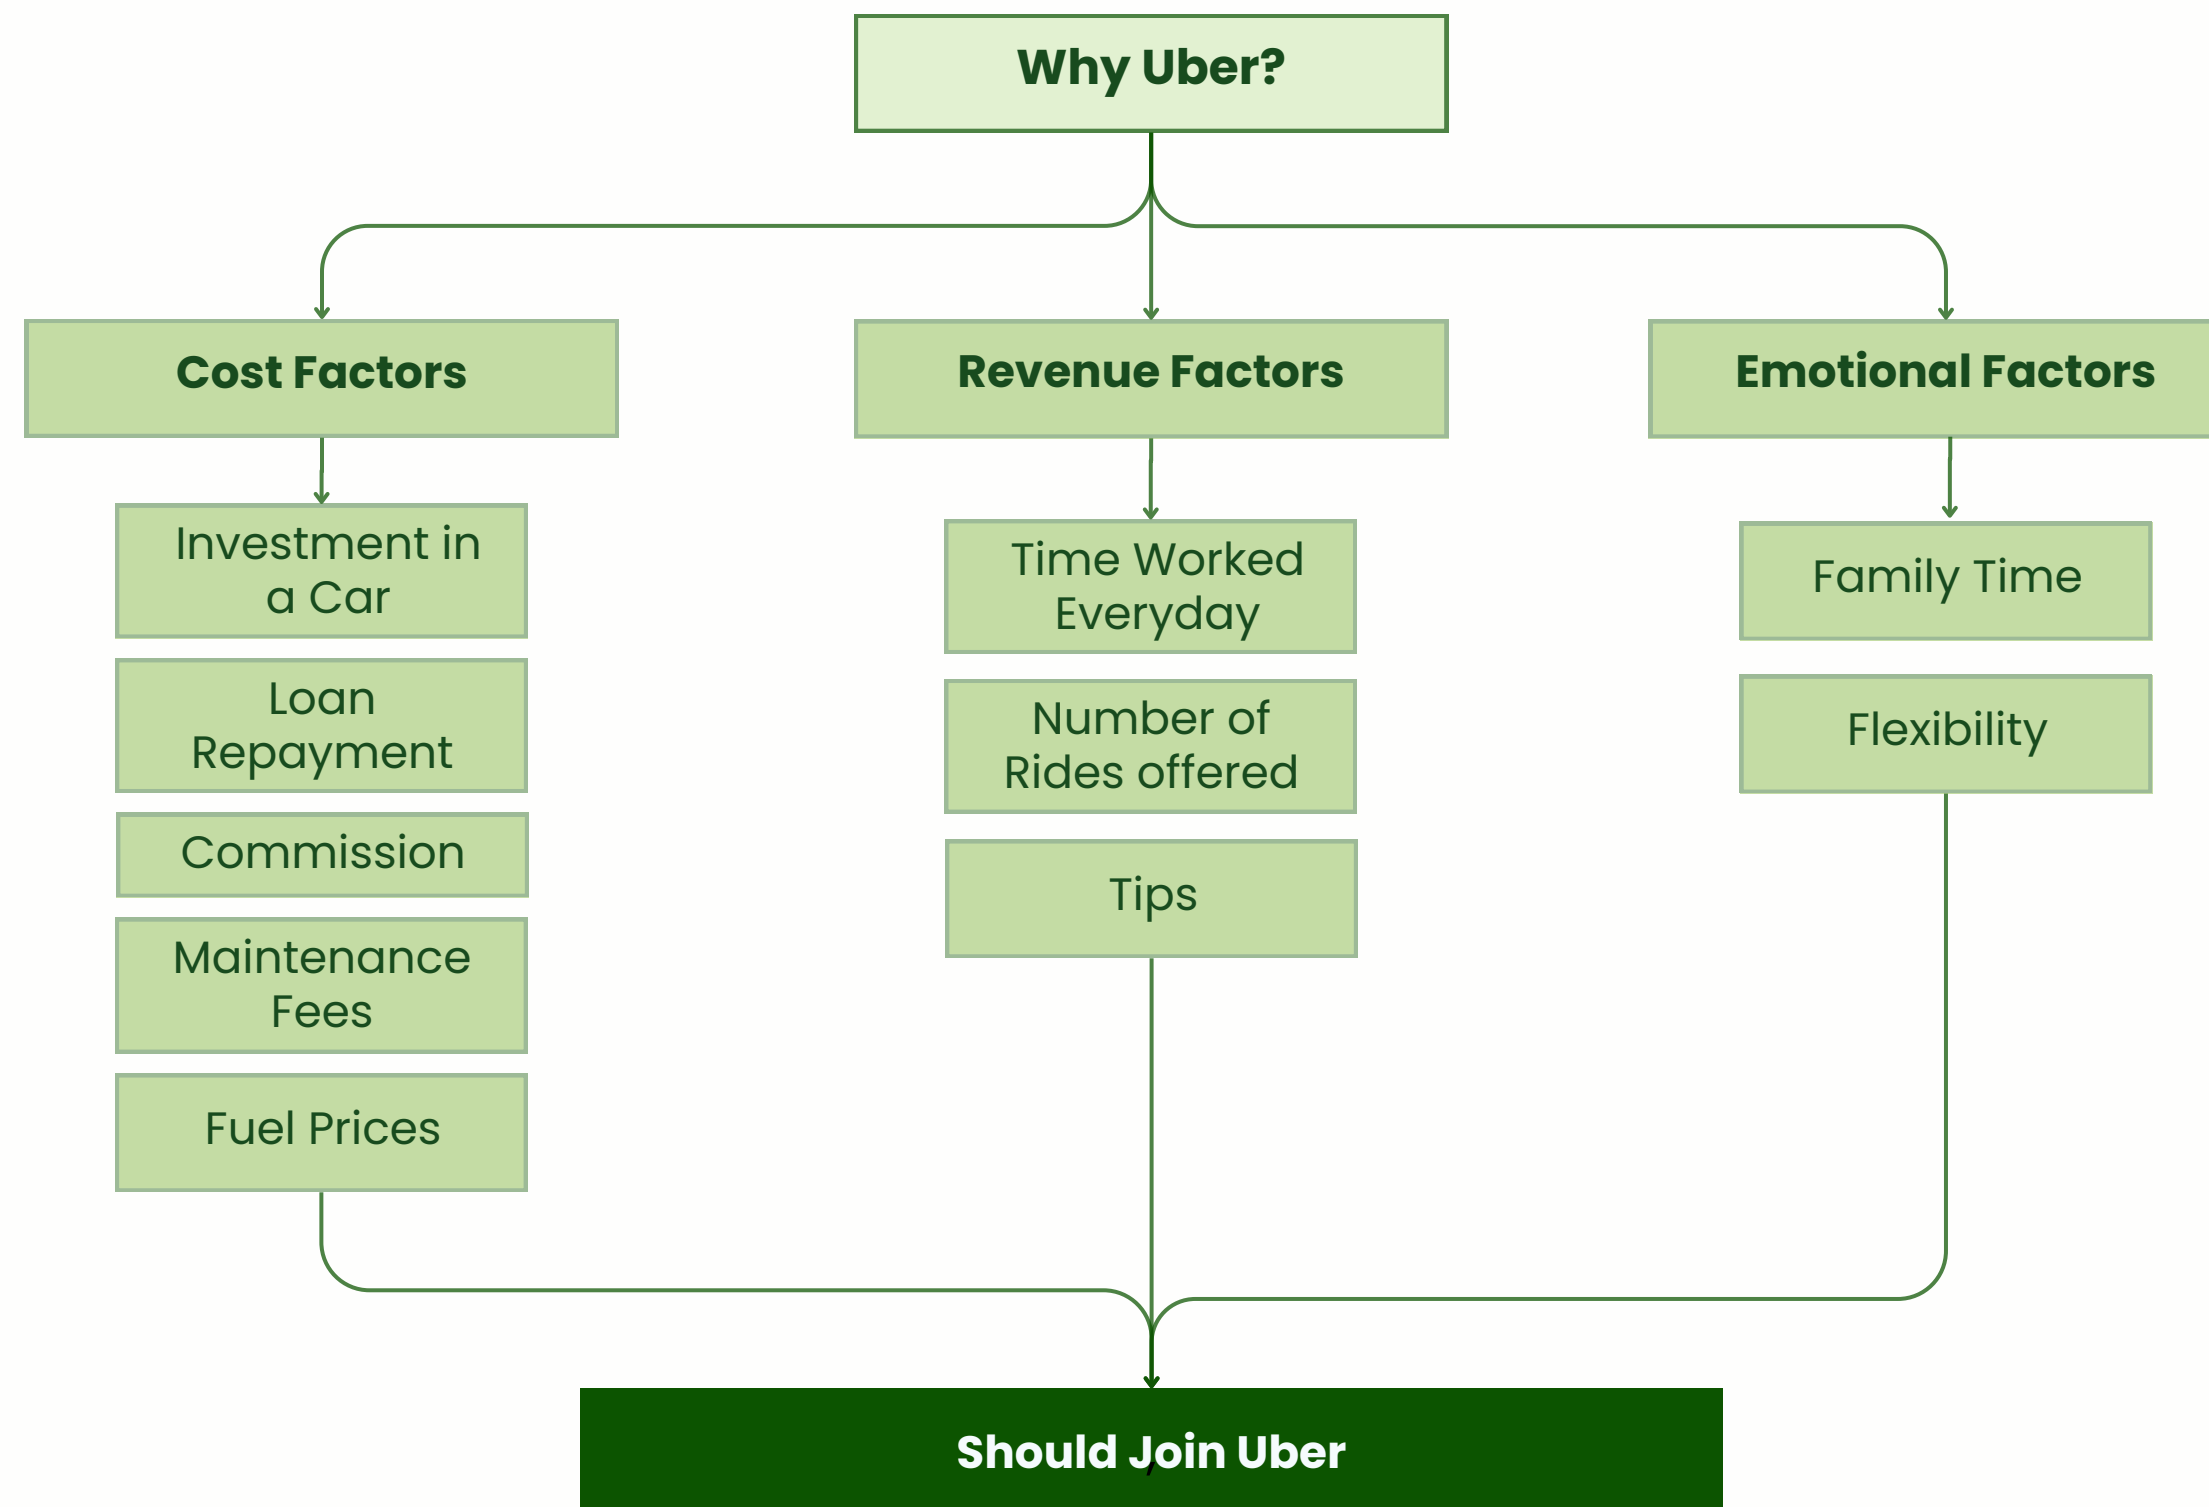 Why Uber?
Cost Factors
Revenue Factors
Emotional Factors
Investment in
a Car
Loan
Repayment
Commission
Maintenance
Fees
Fuel Prices
Time Worked
Everyday
Number of
Rides offered
Tips
Family Time
Flexibility
Should Join Uber